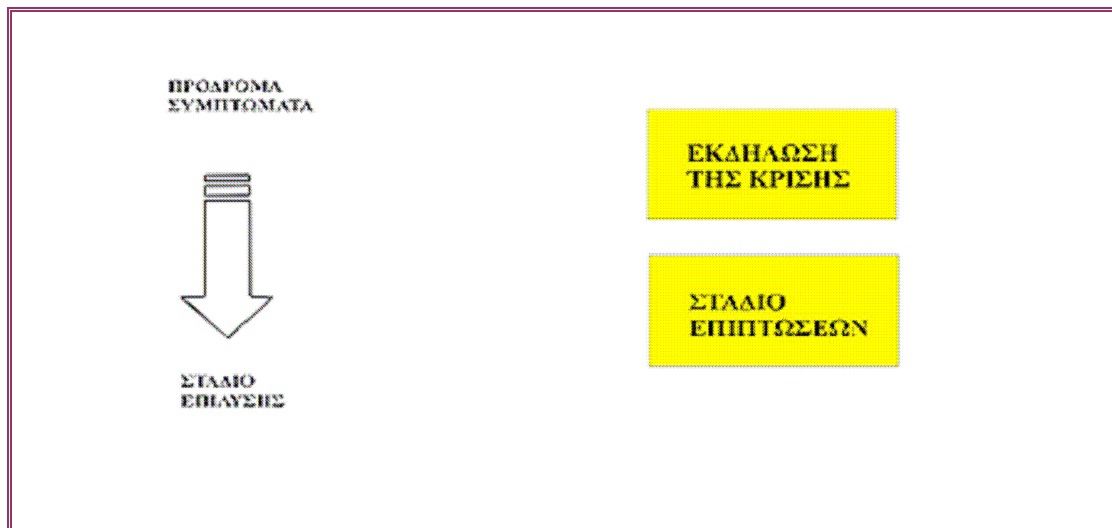 ΠΡΟΔΡΟΜΑ
ΣΥΜΠΤΩΜΑΤΑ
ΣΤΑΔΙΟ
ΕΠΙΛΥΣΗΣ
ΕΚΔΗΛΩΣΗ
ΤΗΣ ΚΡΙΣΗΣ
ΣΤΑΔΙΟ
ΕΠΙΠΤΩΣΕΩΝ